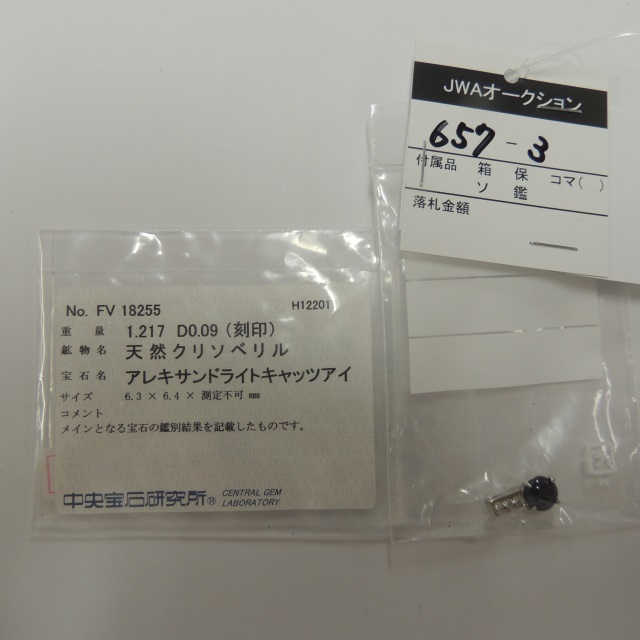 JWAオークション
657-3
付属品 箱 保 コマ( )
ソ 鑑
落札金額
No. FV 18255 H12201
重 量 1.217 D0.09 (刻印)
鉱物名 天然クリソベリル
宝石名 アレキサンドライトキャッツアイ
サイズ 6.3 × 6.4 × 測定不可 mm
コメント
メインとなる宝石の鑑別結果を記載したものです。
中央宝石研究所® CENTRAL GEM
LABORATORY